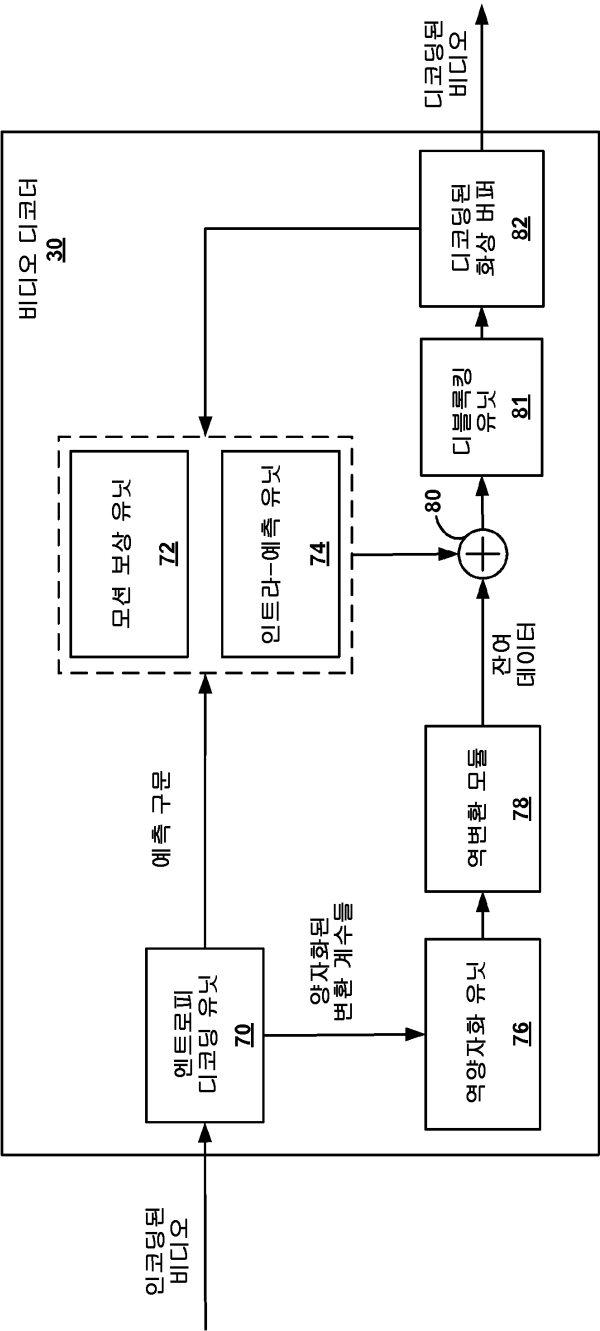 비디오 디코더
30
인코딩된
비디오
엔트로피
디코딩 유닛
70
예측 구문
양자화된
변환 계수들
모션 보상 유닛
72
인트라-예측 유닛
74
역양자화 유닛
76
역변환 모듈
78
잔여
데이터
80
디블록킹
유닛
81
디코딩된
화상 버퍼
82
디코딩된
비디오